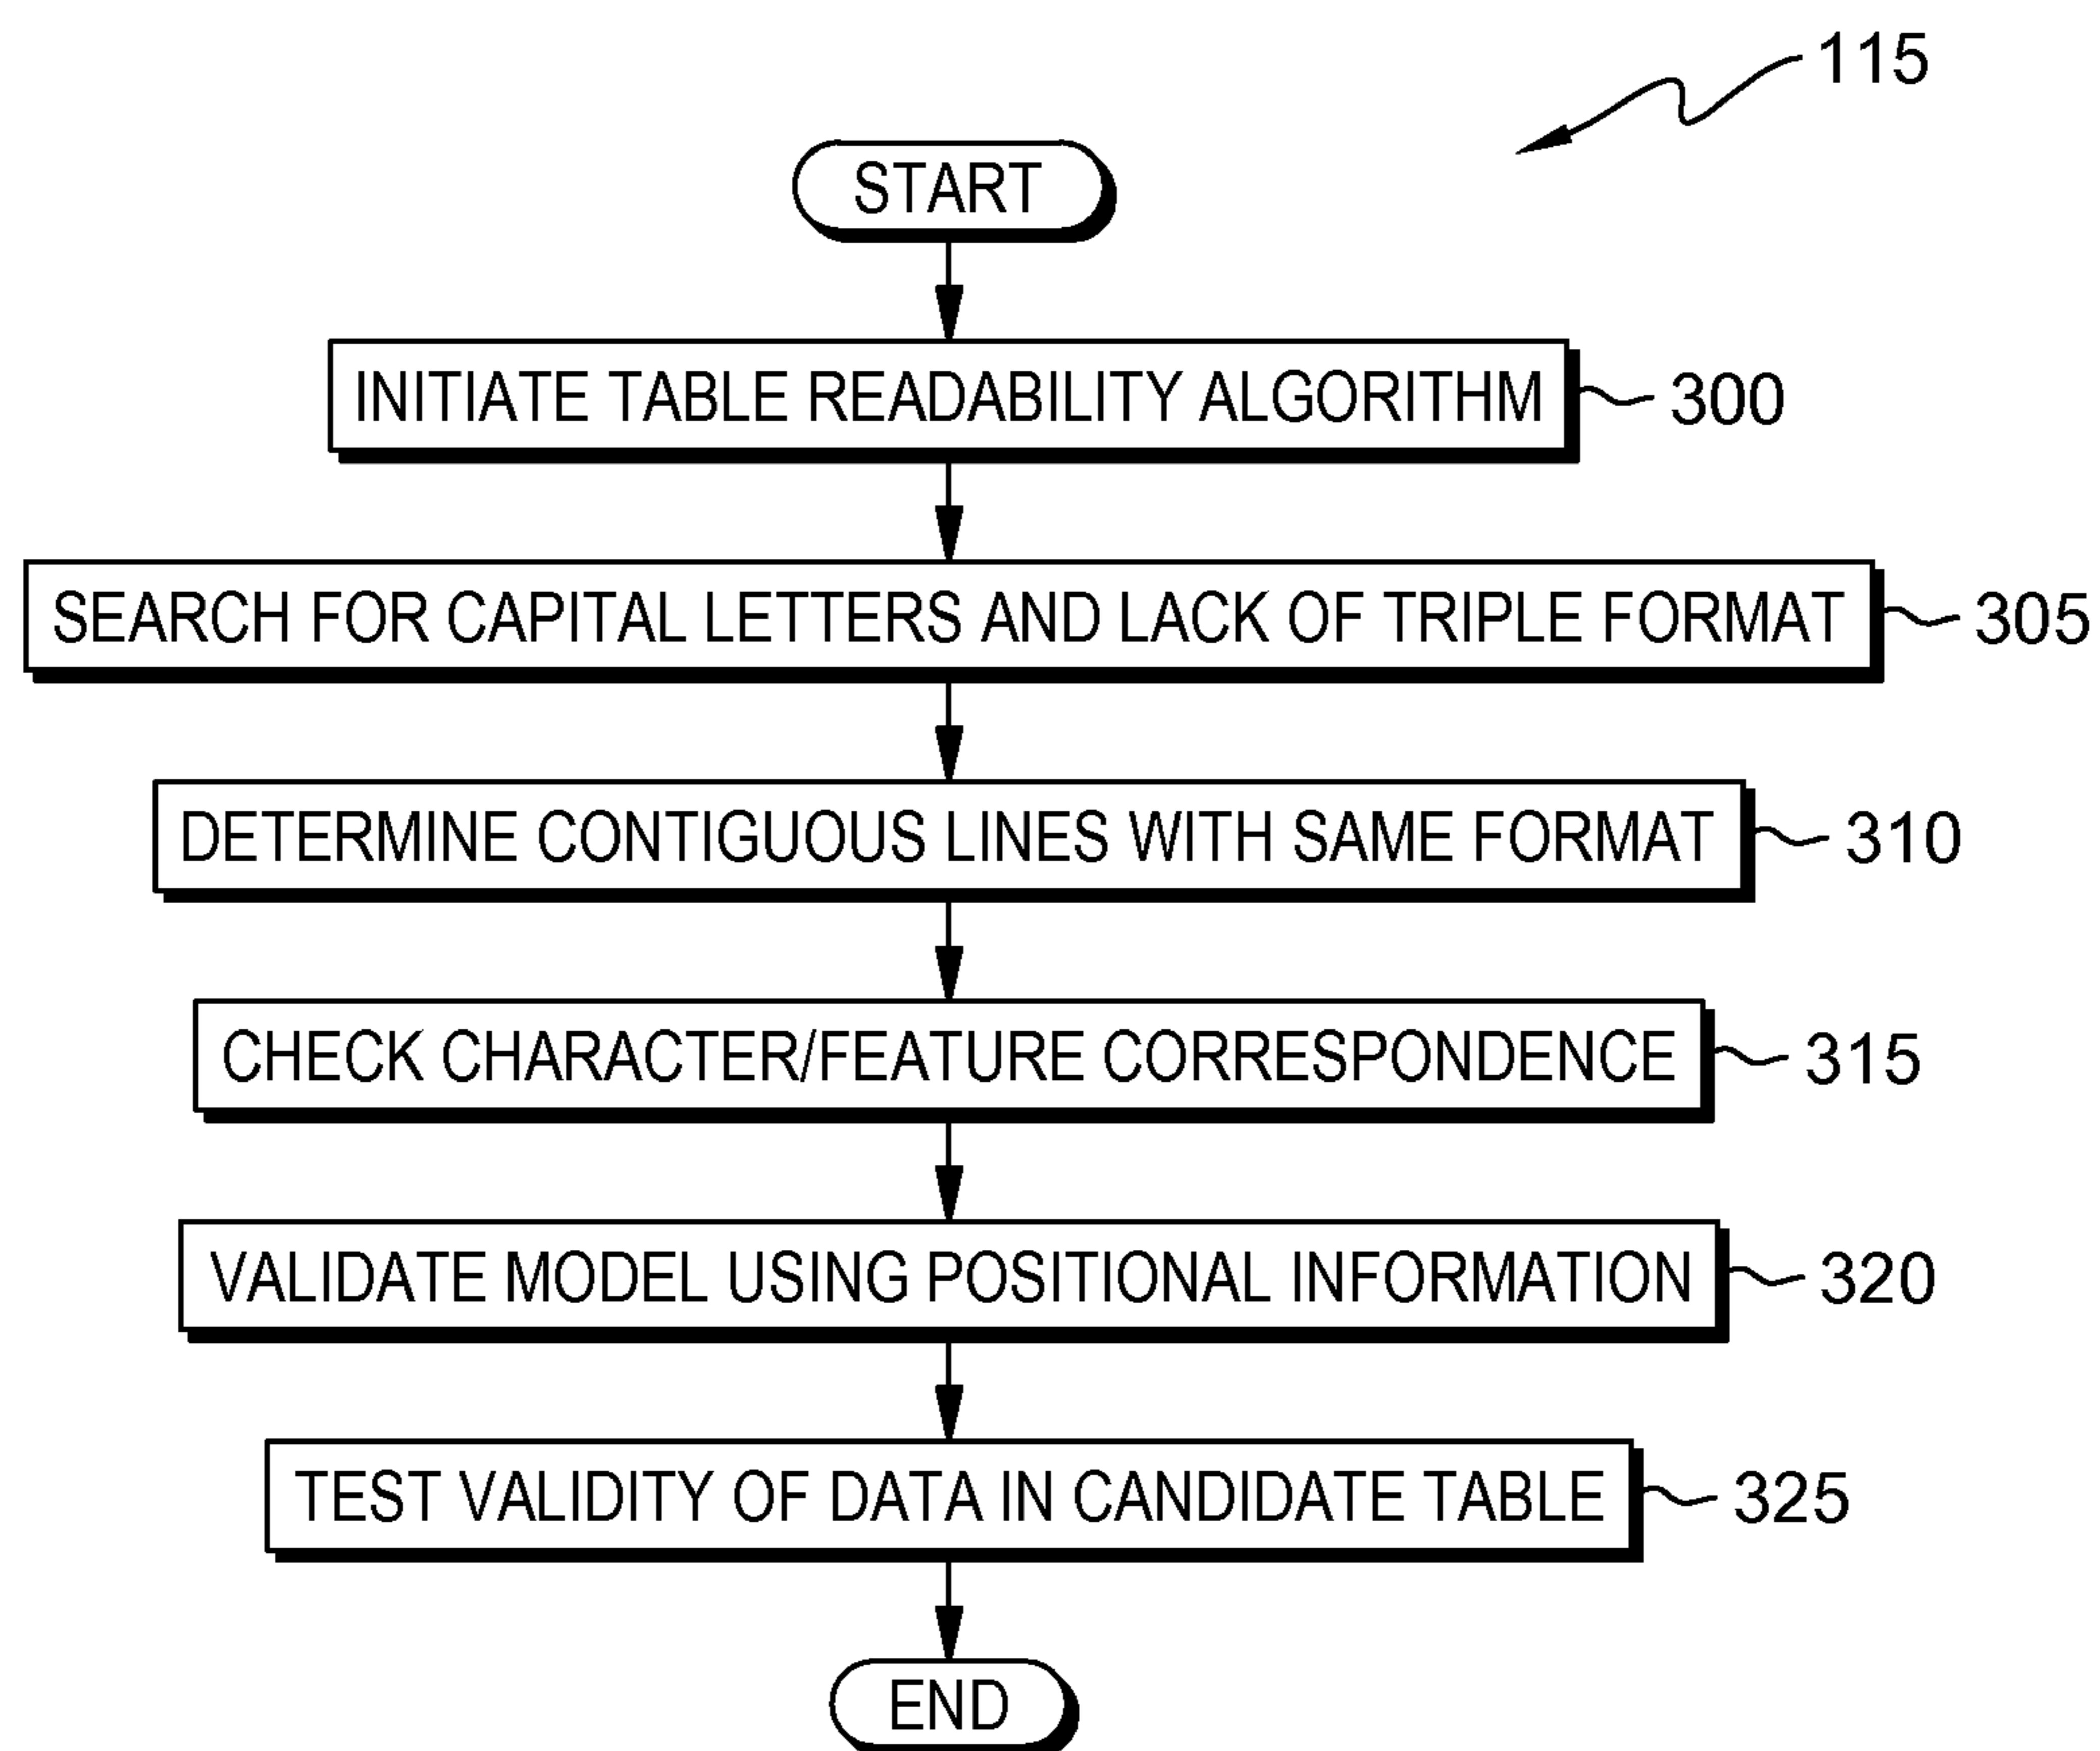 115
START
INITIATE TABLE READABILITY ALGORITHM 300
SEARCH FOR CAPITAL LETTERS AND LACK OF TRIPLE FORMAT 305
DETERMINE CONTIGUOUS LINES WITH SAME FORMAT 310
CHECK CHARACTER/FEATURE CORRESPONDENCE 315
VALIDATE MODEL USING POSITIONAL INFORMATION 320
TEST VALIDITY OF DATA IN CANDIDATE TABLE 325
END